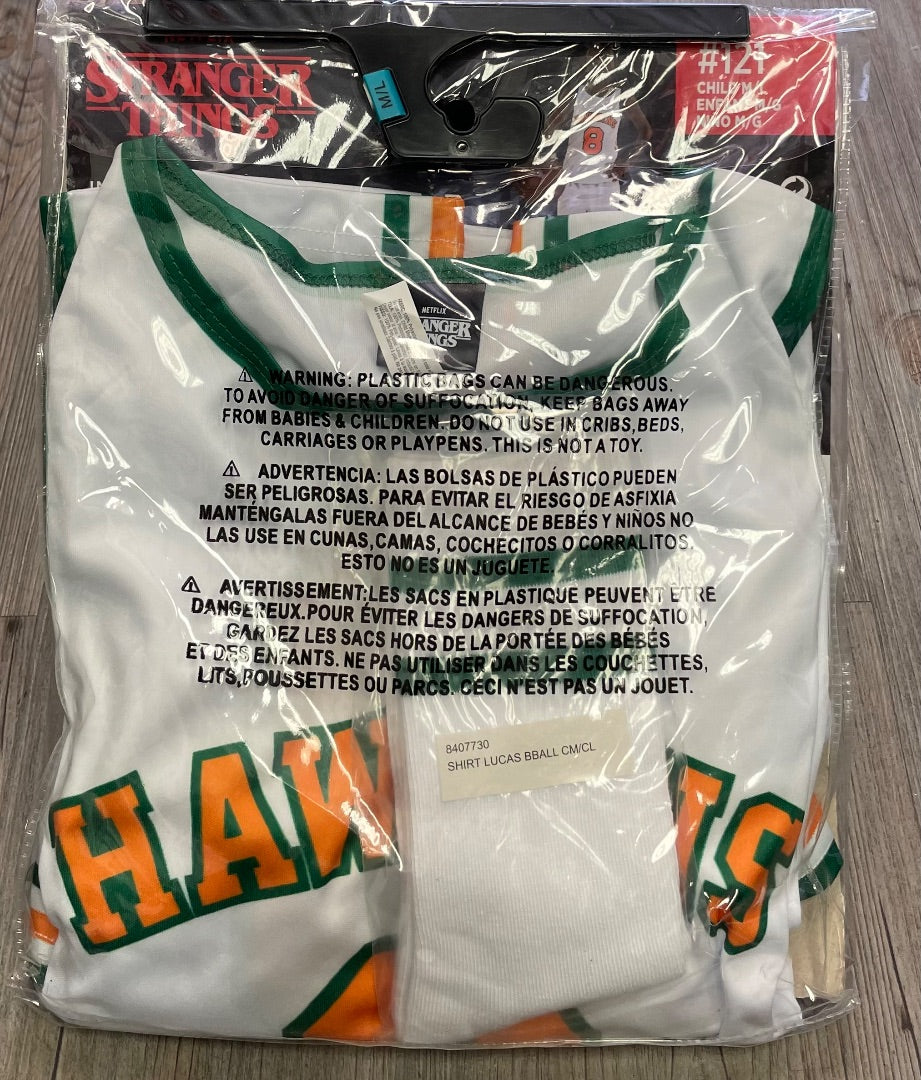 STRANGER
THINGS
M/L
#121
CHILD M/L
ENFANT M/G
NIÑO M/G
8
NETFLIX
STRANGER
THINGS
⚠ WARNING: PLASTIC BAGS CAN BE DANGEROUS.
TO AVOID DANGER OF SUFFOCATION, KEEP BAGS AWAY
FROM BABIES & CHILDREN. DO NOT USE IN CRIBS,BEDS,
CARRIAGES OR PLAYPENS. THIS IS NOT A TOY.
⚠ ADVERTENCIA: LAS BOLSAS DE PLÁSTICO PUEDEN
SER PELIGROSAS. PARA EVITAR EL RIESGO DE ASFIXIA
MANTÉNGALAS FUERA DEL ALCANCE DE BEBÉS Y NIÑOS NO
LAS USE EN CUNAS,CAMAS, COCHECITOS O CORRALITOS.
ESTO NO ES UN JUGUETE.
⚠ AVERTISSEMENT:LES SACS EN PLASTIQUE PEUVENT ETRE
DANGEREUX.POUR ÉVITER LES DANGERS DE SUFFOCATION,
GARDEZ LES SACS HORS DE LA PORTÉE DES BÉBÉS
ET DES ENFANTS. NE PAS UTILISER DANS LES COUCHETTES,
LITS,POUSSETTES OU PARCS. CECI N'EST PAS UN JOUET.
8407730
SHIRT LUCAS BBALL CM/CL
HAW S